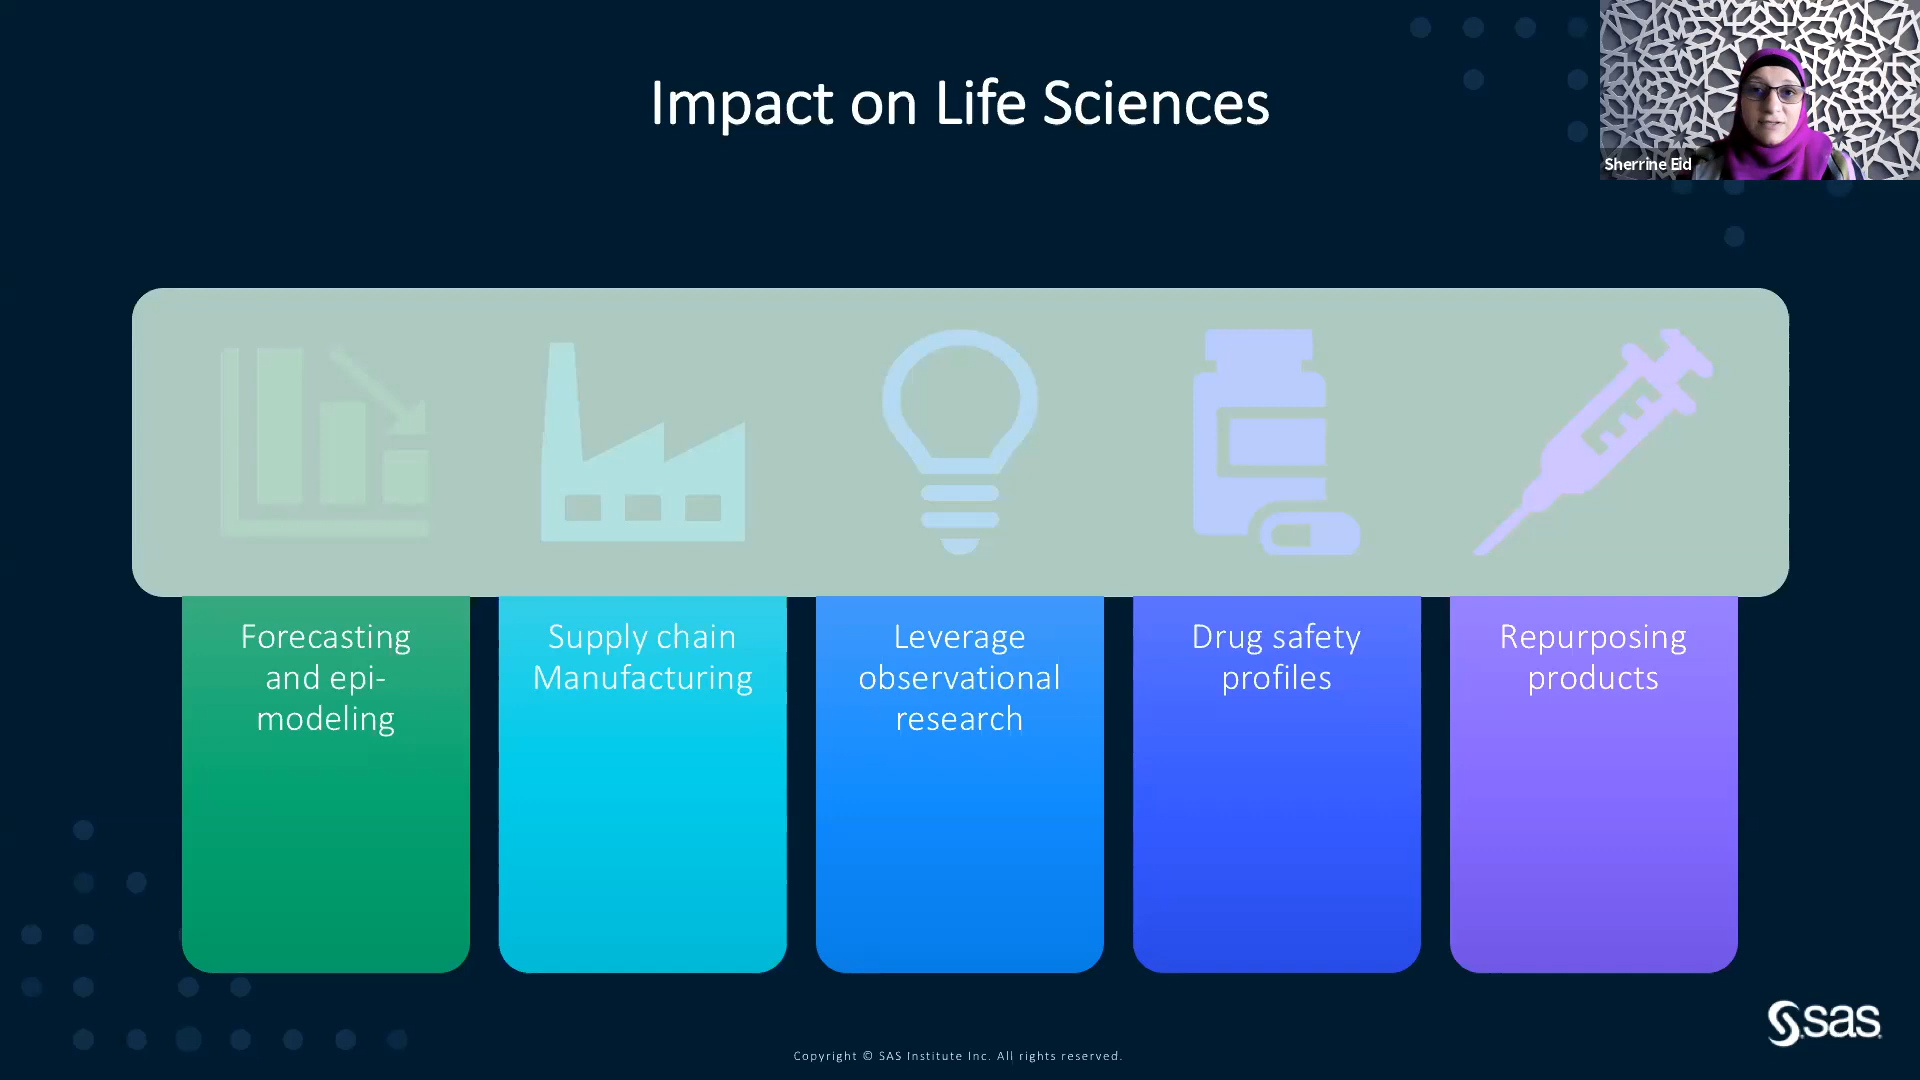 Impact on Life Sciences
Sherrine Eid
Forecasting
and epi-
modeling
Supply chain
Manufacturing
Leverage
observational
research
Drug safety
profiles
Repurposing
products
sas
Copyright © SAS Institute Inc. All rights reserved.